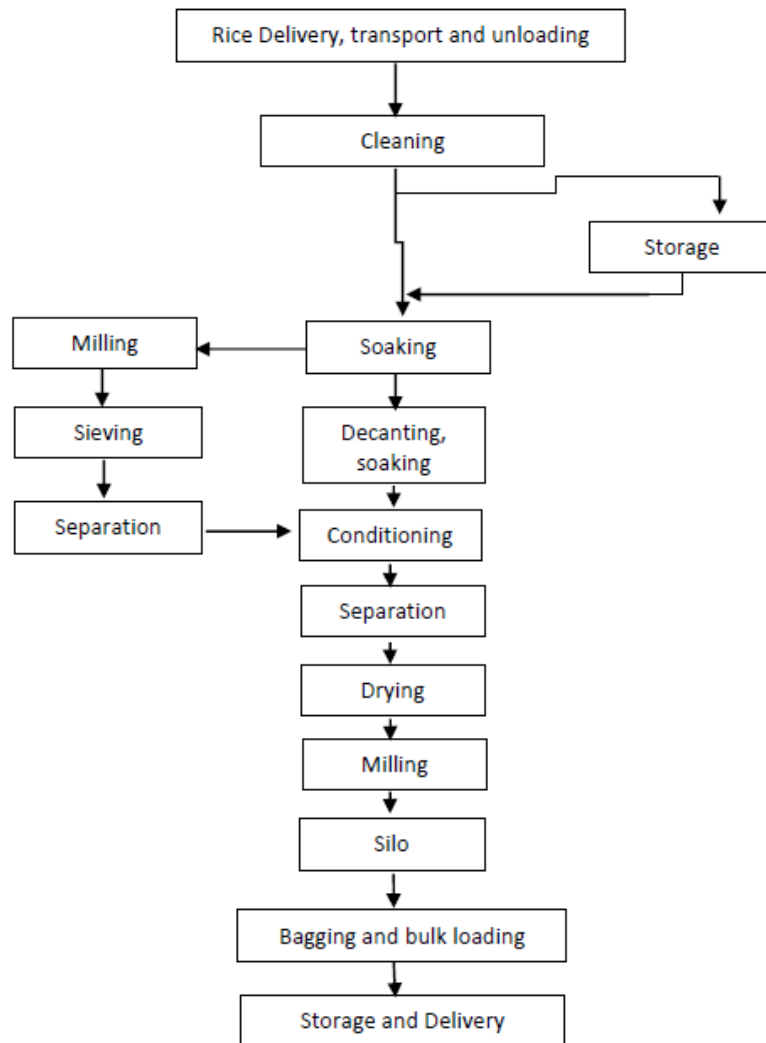 Rice Delivery, transport and unloading
Cleaning
Storage
Milling
Soaking
Sieving
Decanting,
soaking
Separation
Conditioning
Separation
Drying
Milling
Silo
Bagging and bulk loading
Storage and Delivery